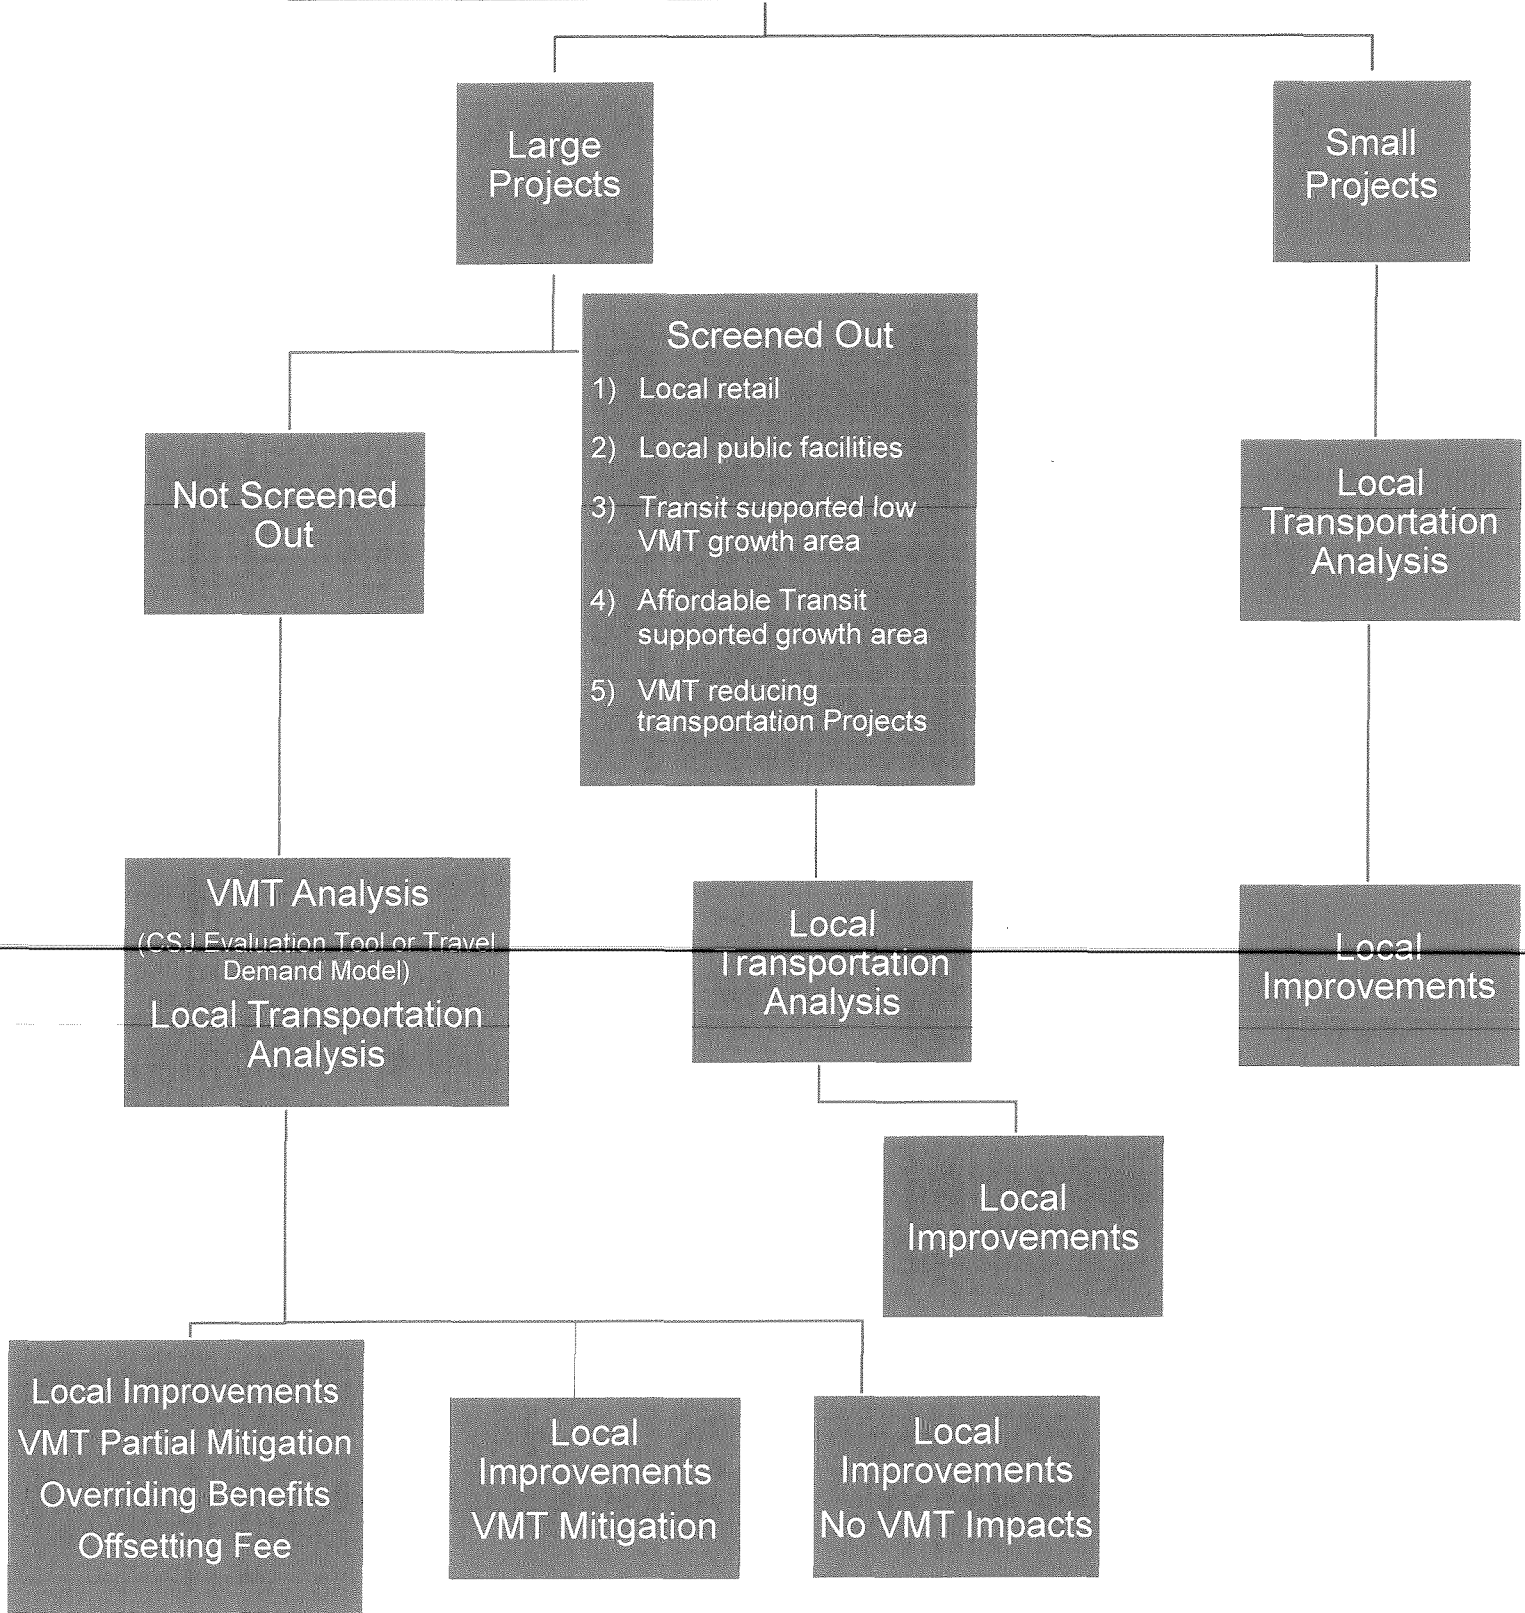 Large
Projects
Small
Projects
Screened Out
1) Local retail
2) Local public facilities
3) Transit supported low
VMT growth area
4) Affordable Transit
supported growth area
5) VMT reducing
transportation Projects
Not Screened
Out
Local
Transportation
Analysis
VMT Analysis
(CSJ Evaluation Tool or Travel
Demand Model)
Local Transportation
Analysis
Local
Transportation
Analysis
Local
Improvements
Local
Improvements
Local Improvements
VMT Partial Mitigation
Overriding Benefits
Offsetting Fee
Local
Improvements
VMT Mitigation
Local
Improvements
No VMT Impacts